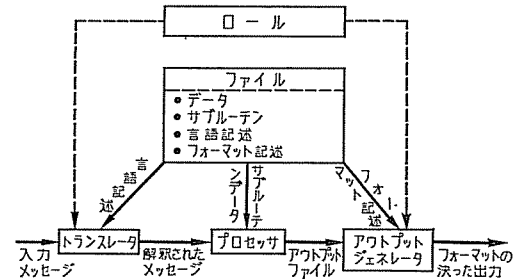 ロール
ファイル
● データ
● サブルーテン
● 言語記述
● フォーマット記述
言語記述
サブルーテン
データ
フォーマット記述
トランスレータ
プロセッサ
アウトプット
ジェネレータ
入力
メッセージ
解釈された
メッセージ
アウトプット
ファイル
フォーマットの
決った出力